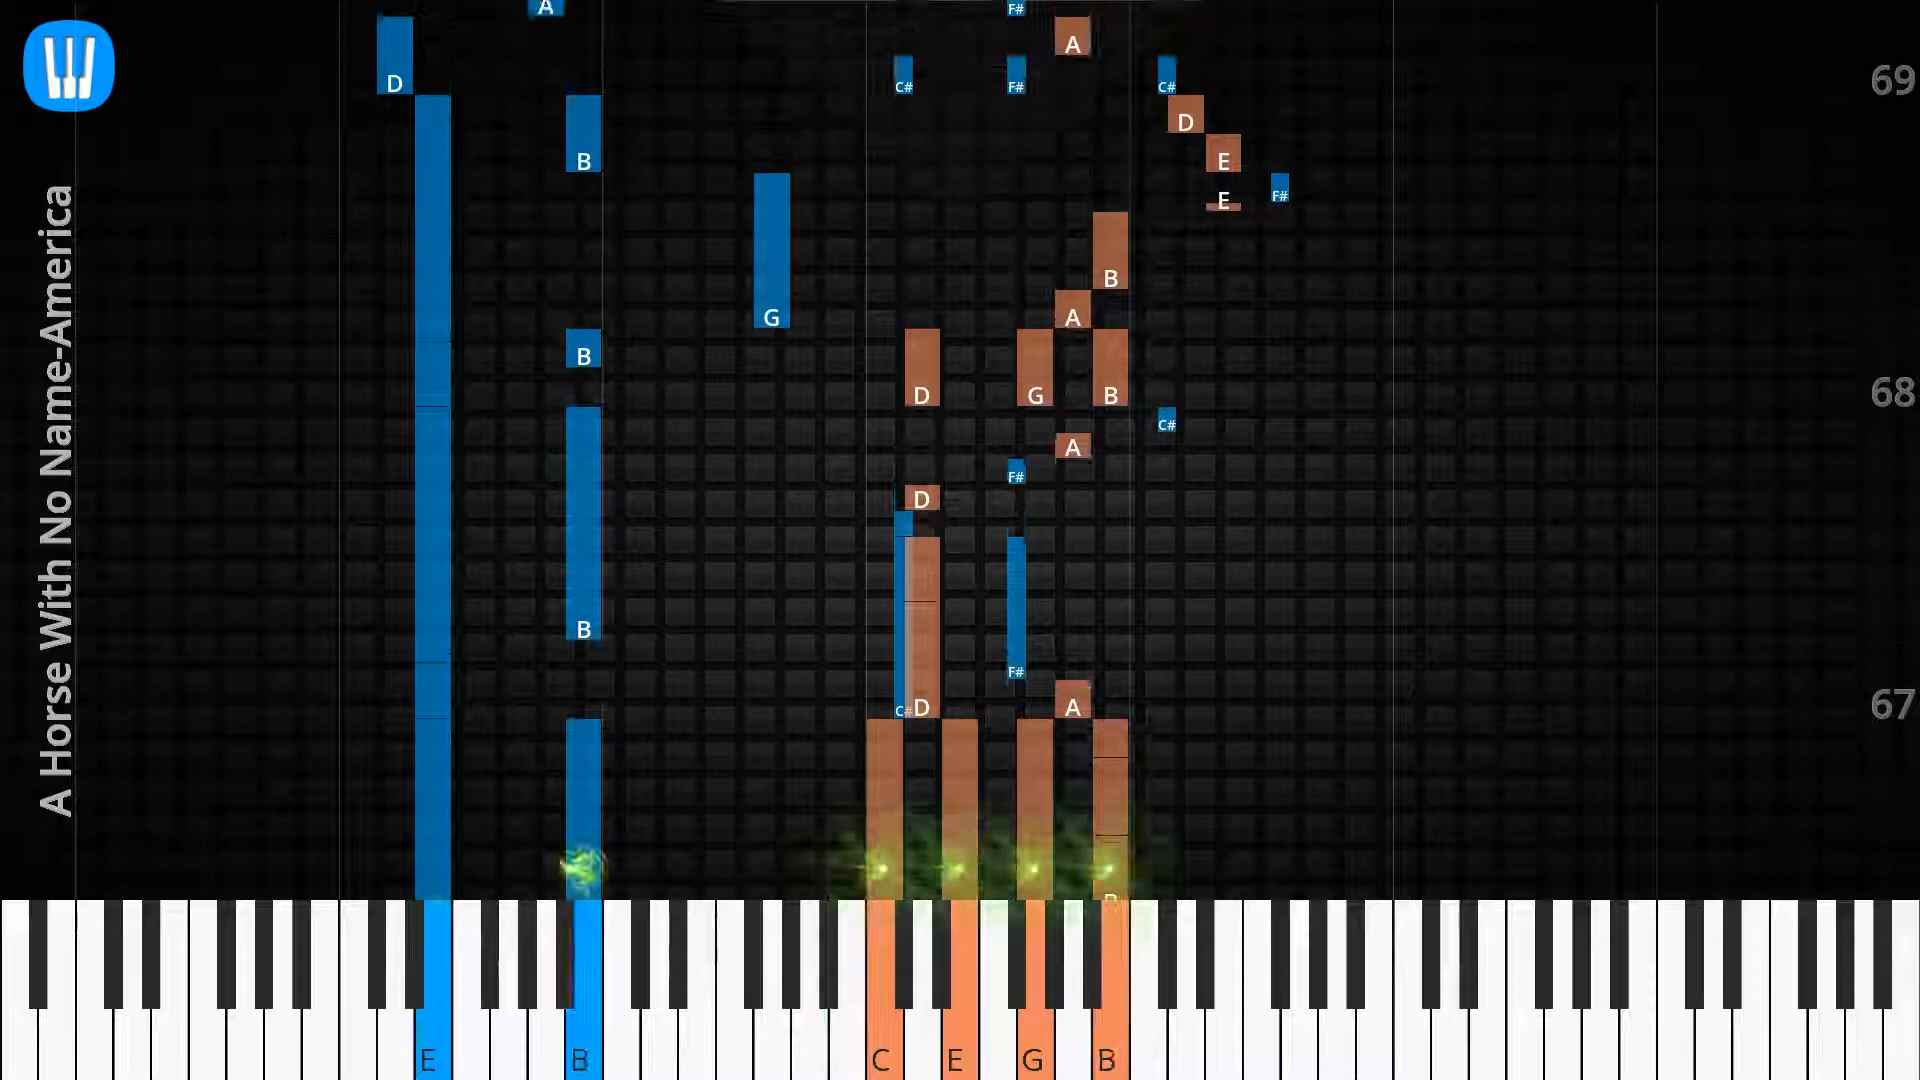 A Horse With No Name-America
A F#
A
D C# F# C# 69
D
B E
E F#
B
G A
B
D G B 68
C#
A
F#
D
B
F#
C# D A 67
E B C E G B